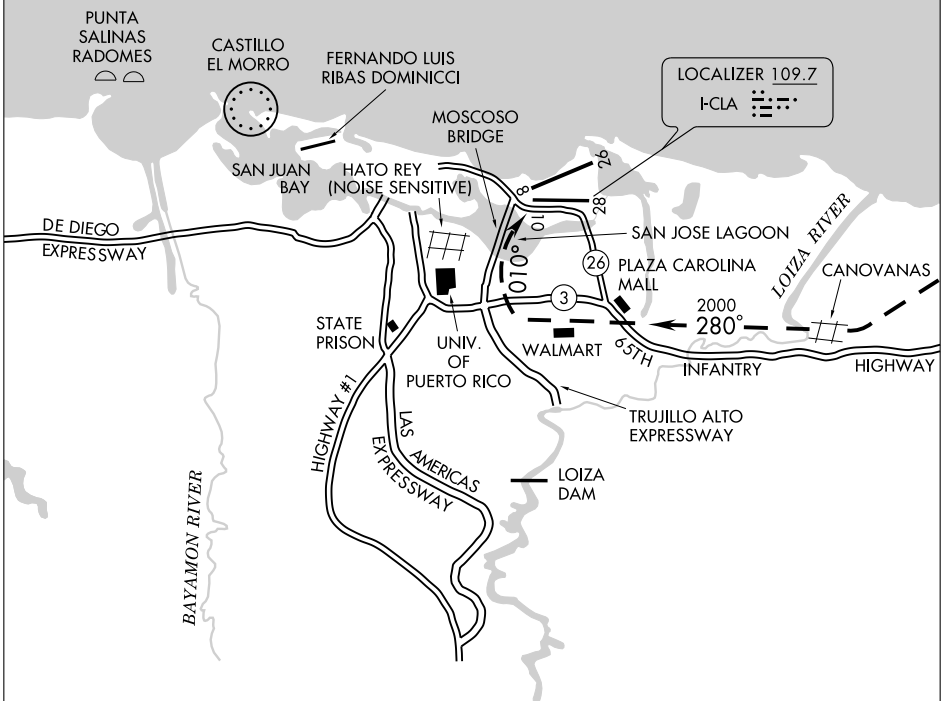 PUNTA
SALINAS
RADOMES
CASTILLO
EL MORRO
FERNANDO LUIS
RIBAS DOMINICCI
LOCALIZER 109.7
I-CLA
MOSCOSO
BRIDGE
SAN JUAN
BAY
HATO REY
(NOISE SENSITIVE)
8
26
10
28
DE DIEGO
EXPRESSWAY
SAN JOSE LAGOON
LOIZA RIVER
010°
26
PLAZA CAROLINA
MALL
CANOVANAS
3
2000
280°
STATE
PRISON
UNIV.
OF
PUERTO RICO
WALMART
65TH
INFANTRY
HIGHWAY
TRUJILLO ALTO
EXPRESSWAY
HIGHWAY #1
LAS
AMERICAS
EXPRESSWAY
LOIZA
DAM
BAYAMON RIVER